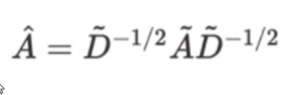 Â = D̃^{-1/2} Ã D̃^{-1/2}